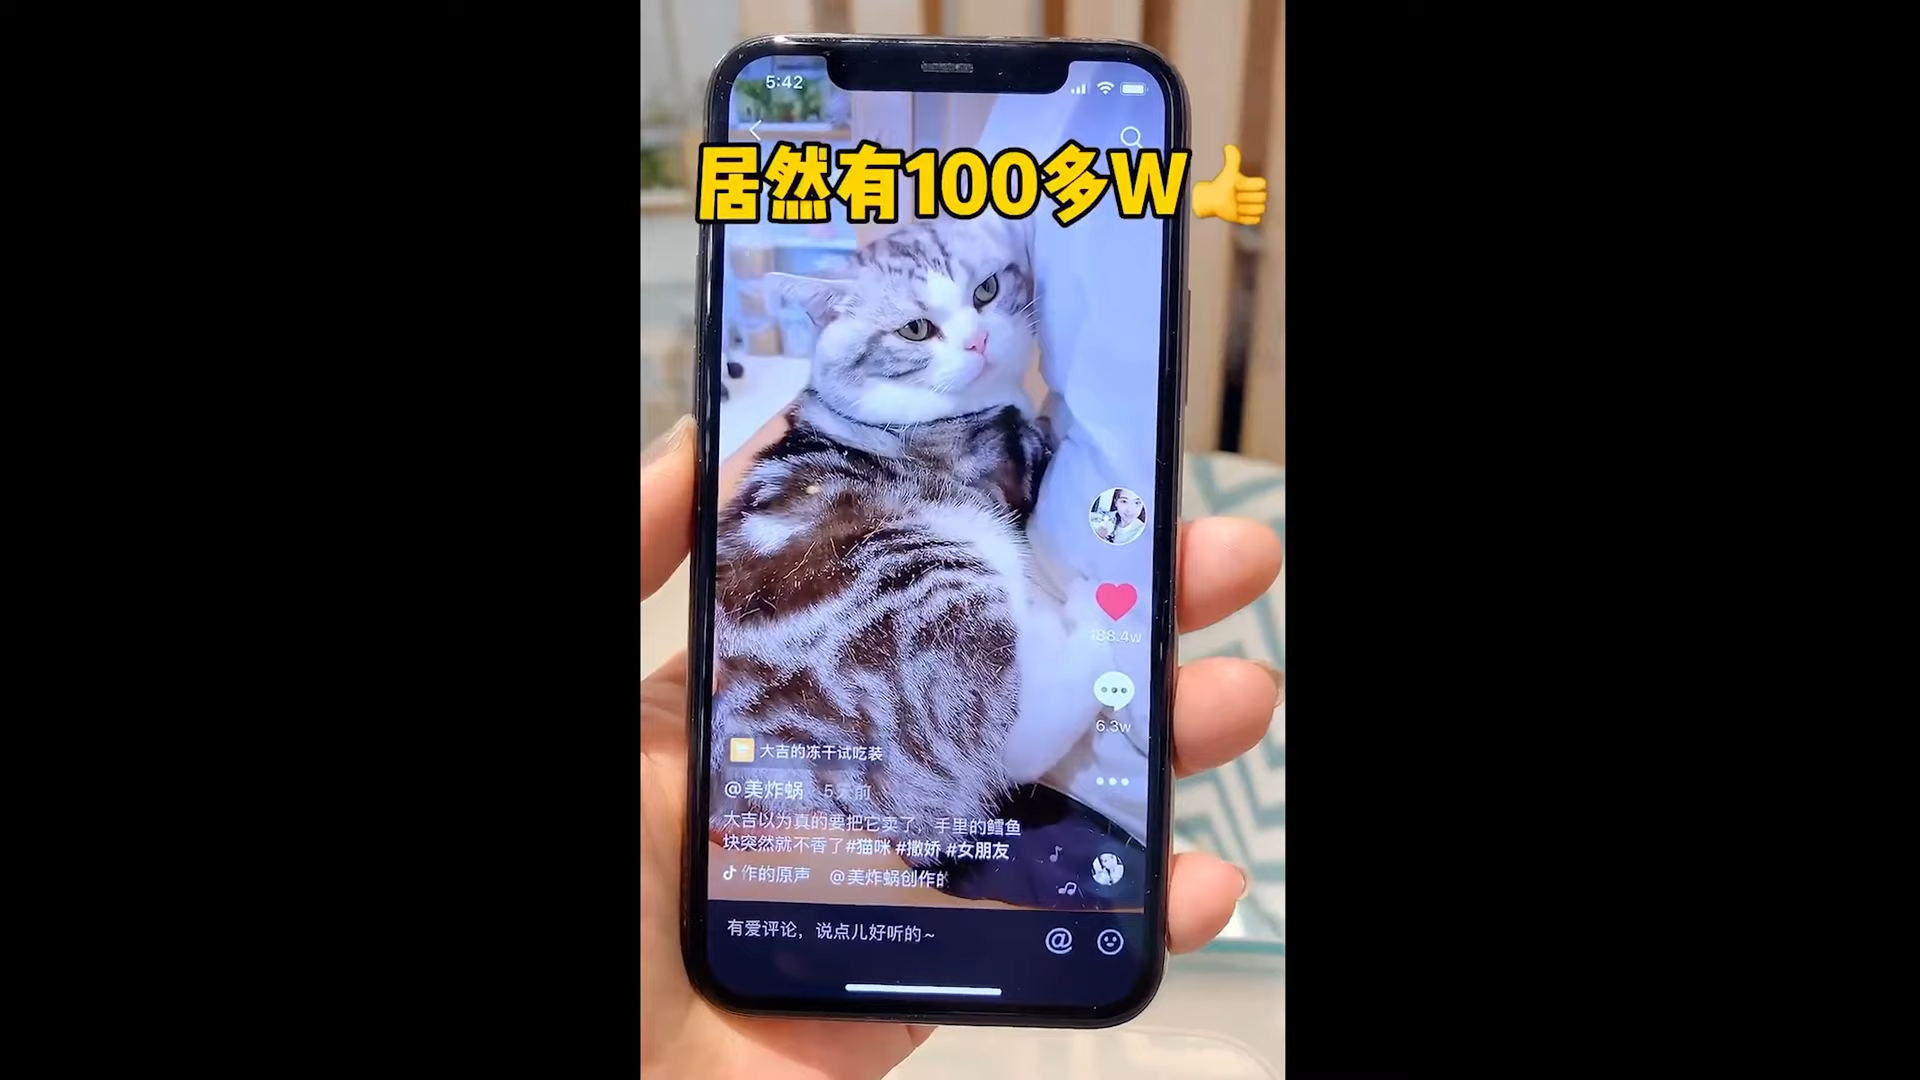 5:42
居然有100多W👍
188.4w
6.3w
大吉的冻干试吃装
@美炸蜗 · 5天前
大吉以为真的要把它卖了，手里的鳕鱼
块突然就不香了#猫咪 #撒娇 #女朋友
作的原声 @美炸蜗创作的
有爱评论，说点儿好听的~